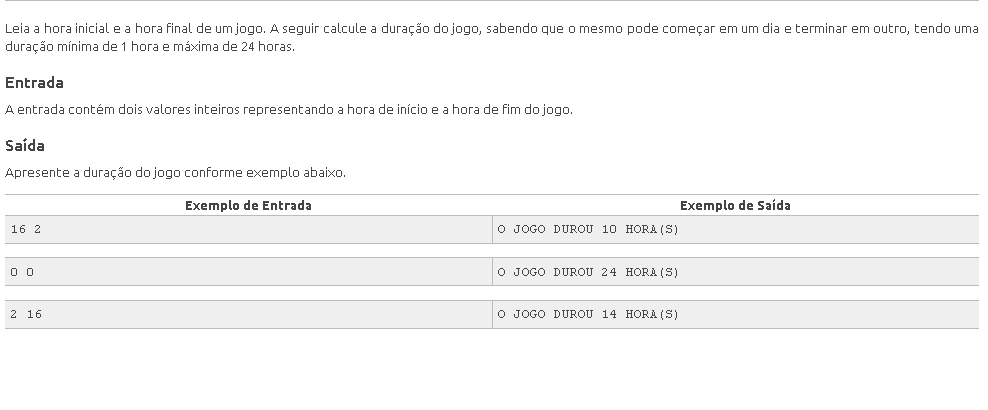 Leia a hora inicial e a hora final de um jogo. A seguir calcule a duração do jogo, sabendo que o mesmo pode começar em um dia e terminar em outro, tendo uma
duração mínima de 1 hora e máxima de 24 horas.
Entrada
A entrada contém dois valores inteiros representando a hora de início e a hora de fim do jogo.
Saída
Apresente a duração do jogo conforme exemplo abaixo.
Exemplo de Entrada Exemplo de Saída
16 2 O JOGO DUROU 10 HORA(S)
0 0 O JOGO DUROU 24 HORA(S)
2 16 O JOGO DUROU 14 HORA(S)